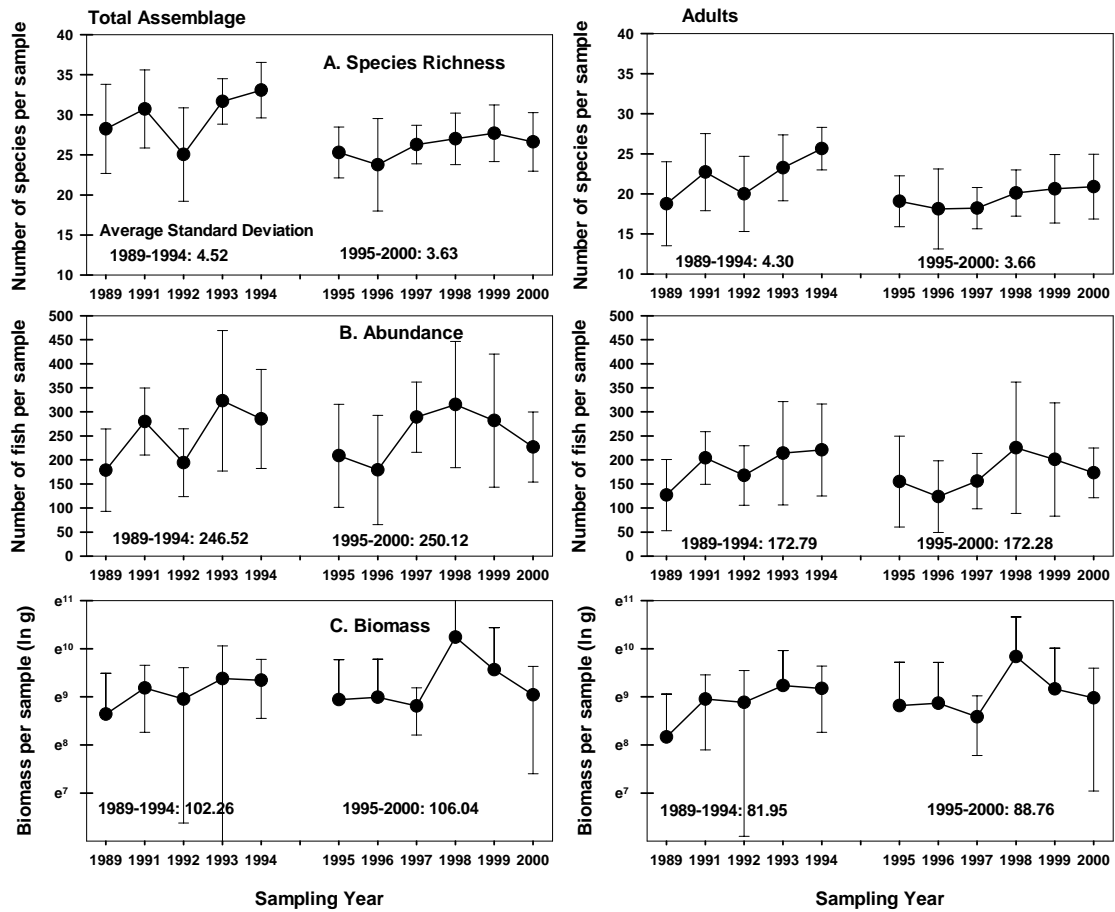 Total Assemblage
Adults
Number of species per sample
40
35
30
25
20
15
10
A. Species Richness
Average Standard Deviation
1989-1994: 4.52
1995-2000: 3.63
1989 1991 1992 1993 1994 1995 1996 1997 1998 1999 2000
Number of species per sample
40
35
30
25
20
15
10
1989-1994: 4.30
1995-2000: 3.66
1989 1991 1992 1993 1994 1995 1996 1997 1998 1999 2000
Number of fish per sample
500
450
400
350
300
250
200
150
100
50
0
B. Abundance
1989-1994: 246.52
1995-2000: 250.12
1989 1991 1992 1993 1994 1995 1996 1997 1998 1999 2000
Number of fish per sample
500
450
400
350
300
250
200
150
100
50
0
1989-1994: 172.79
1995-2000: 172.28
1989 1991 1992 1993 1994 1995 1996 1997 1998 1999 2000
Biomass per sample (ln g)
e¹¹
e¹⁰
e⁹
e⁸
e⁷
C. Biomass
1989-1994: 102.26
1995-2000: 106.04
1989 1991 1992 1993 1994 1995 1996 1997 1998 1999 2000
Sampling Year
Biomass per sample (ln g)
e¹¹
e¹⁰
e⁹
e⁸
e⁷
1989-1994: 81.95
1995-2000: 88.76
1989 1991 1992 1993 1994 1995 1996 1997 1998 1999 2000
Sampling Year